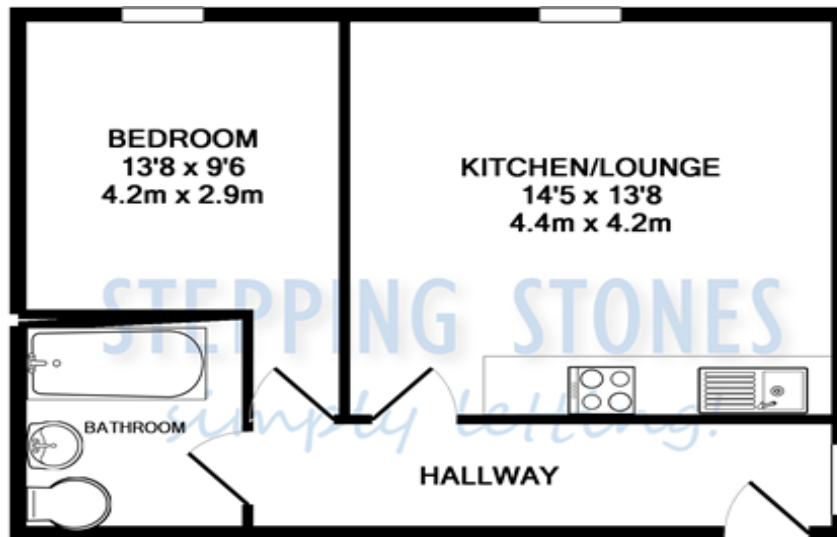 BEDROOM
13'8 x 9'6
4.2m x 2.9m
KITCHEN/LOUNGE
14'5 x 13'8
4.4m x 4.2m
STEPPING STONES
simply letting!
BATHROOM
HALLWAY